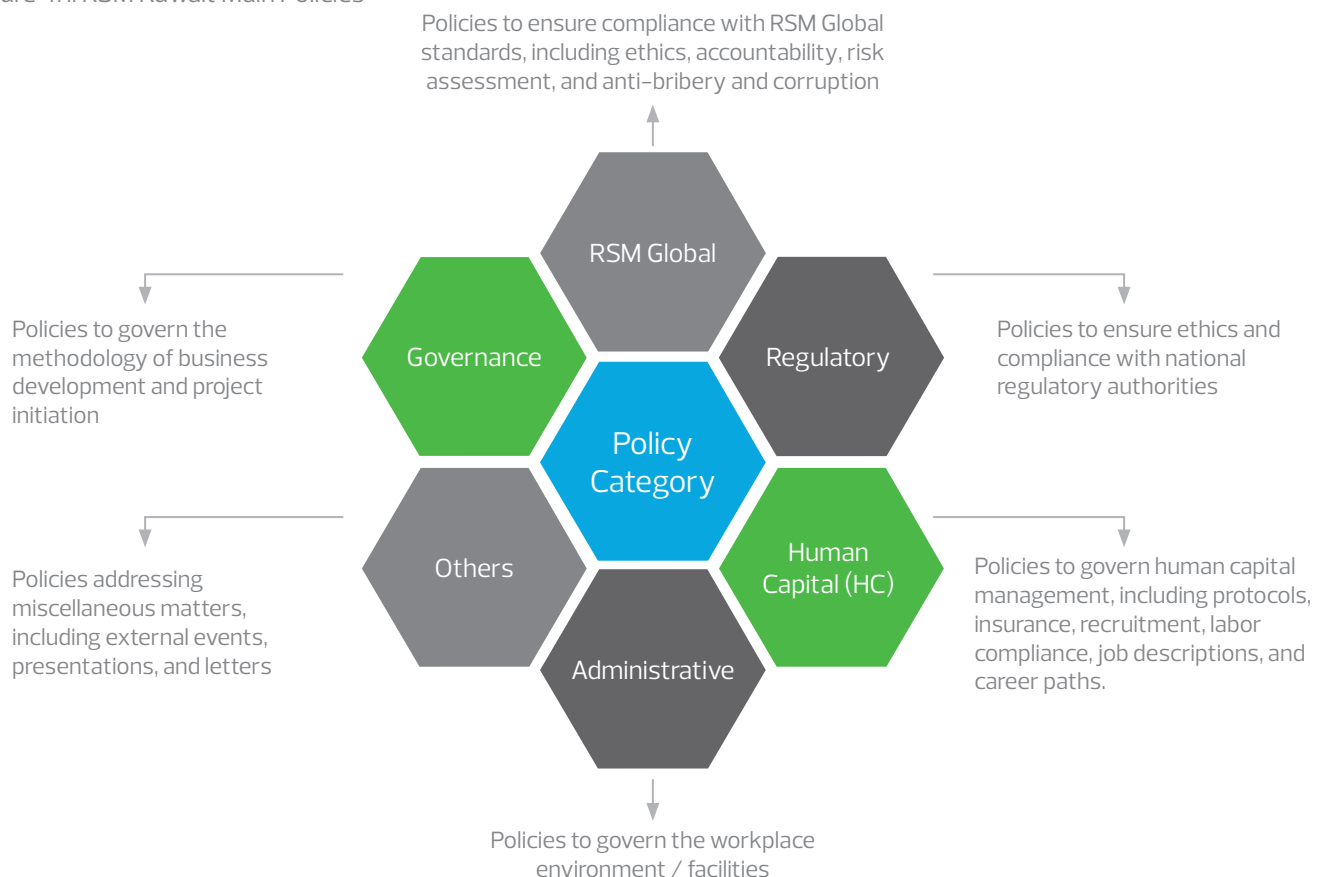 RSM Kuwait Main Policies
Policies to ensure compliance with RSM Global
standards, including ethics, accountability, risk
assessment, and anti-bribery and corruption
RSM Global
Governance
Regulatory
Policies to govern the
methodology of business
development and project
initiation
Policies to ensure ethics and
compliance with national
regulatory authorities
Policy
Category
Others
Human
Capital (HC)
Policies addressing
miscellaneous matters,
including external events,
presentations, and letters
Policies to govern human capital
management, including protocols,
insurance, recruitment, labor
compliance, job descriptions, and
career paths.
Administrative
Policies to govern the workplace
environment / facilities